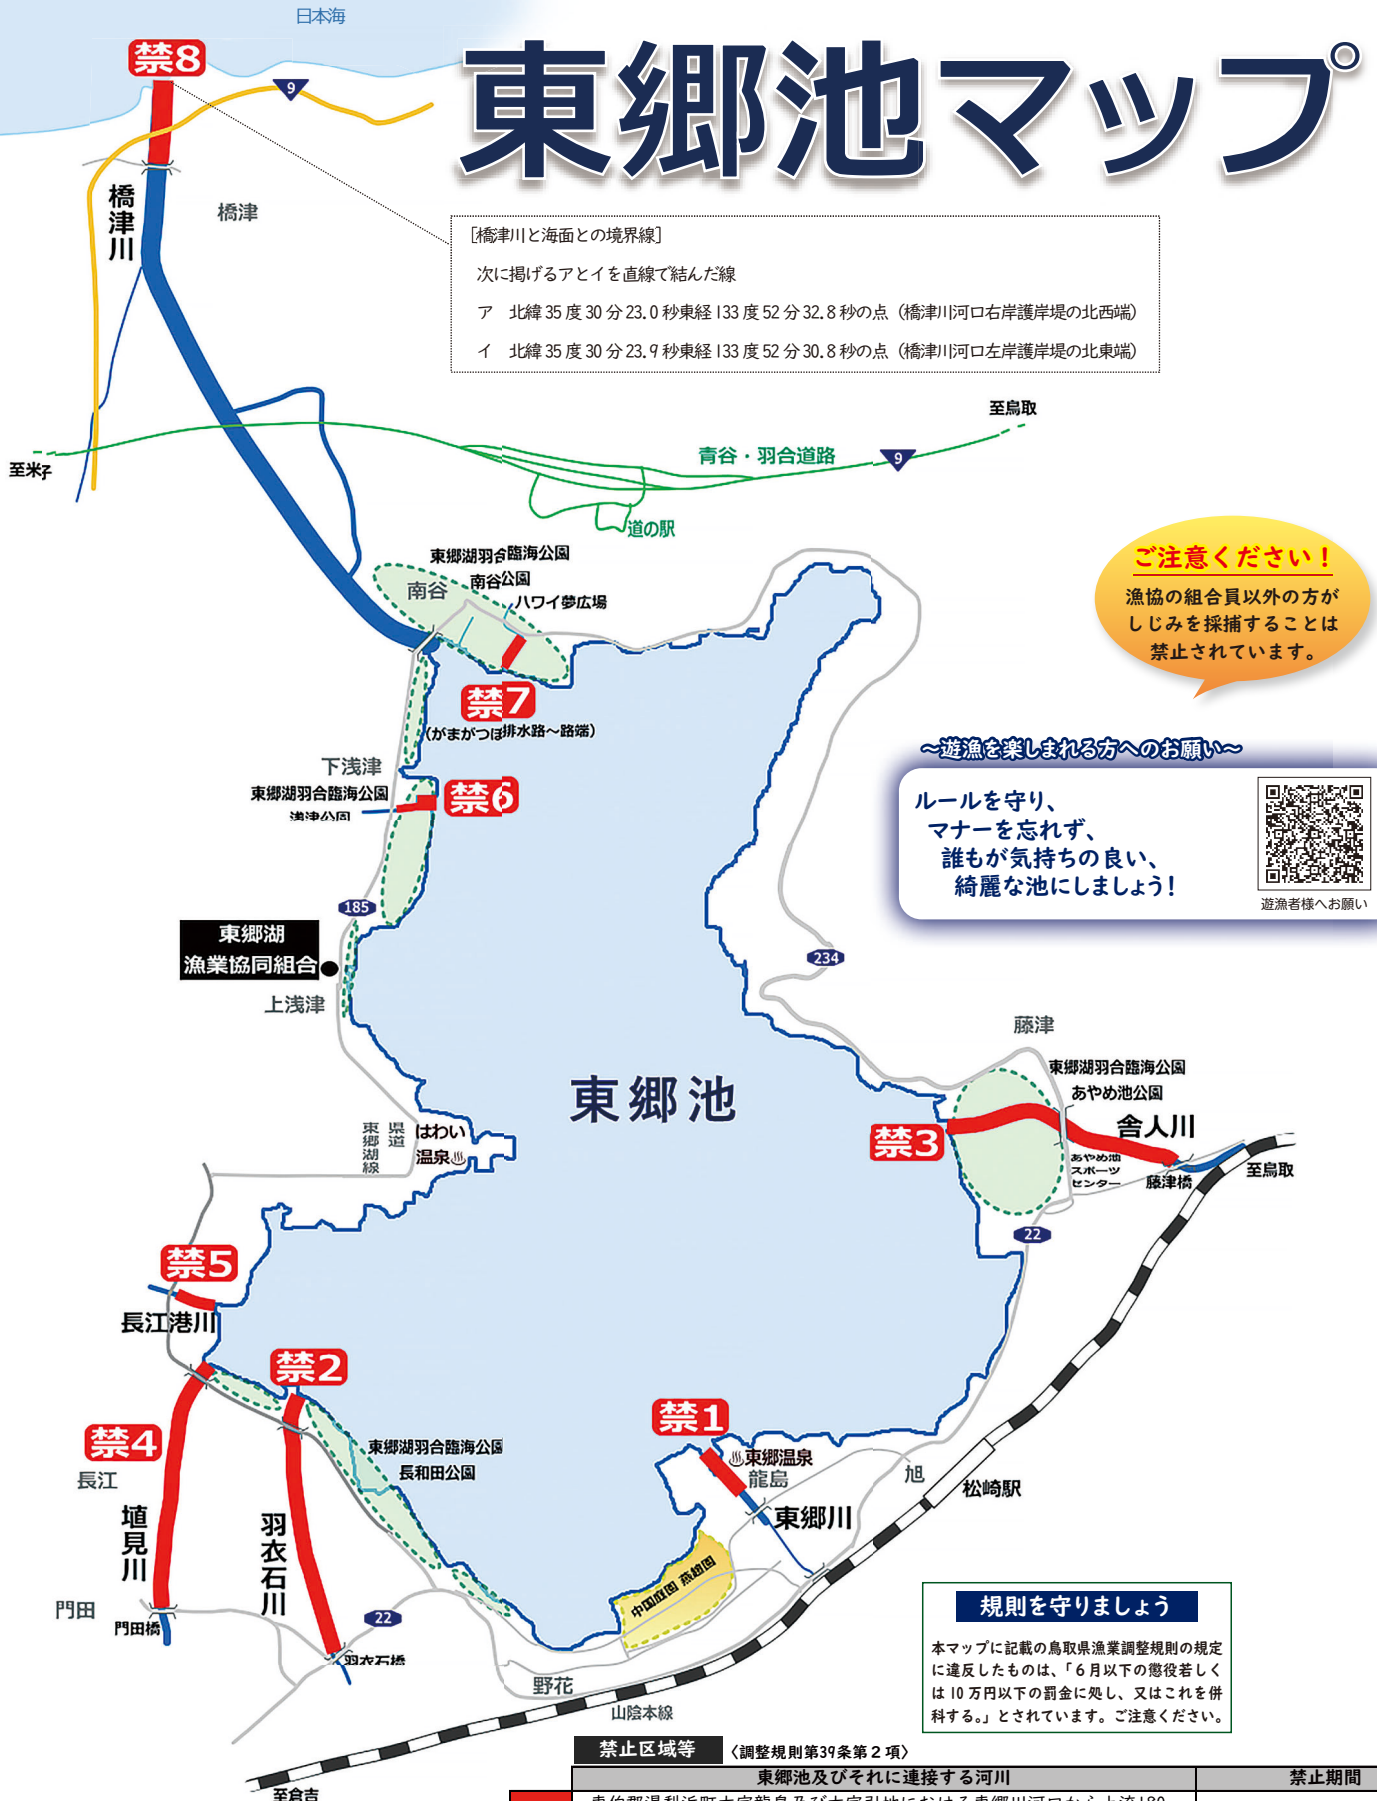 日本海
禁8
9
東郷池マップ
橋津川
橋津
［橋津川と海面との境界線］
次に掲げるアとイを直線で結んだ線
ア　北緯35度30分23.0秒東経133度52分32.8秒の点（橋津川河口右岸護岸堤の北西端）
イ　北緯35度30分23.9秒東経133度52分30.8秒の点（橋津川河口左岸護岸堤の北東端）
至鳥取
青谷・羽合道路
9
至米子
道の駅
東郷湖羽合臨海公園
南谷公園
南谷
ハワイ夢広場
ご注意ください！
漁協の組合員以外の方が
しじみを採捕することは
禁止されています。
禁7
（がまがつぼ排水路～路端）
～遊漁を楽しまれる方へのお願い～
ルールを守り、
マナーを忘れず、
誰もが気持ちの良い、
綺麗な池にしましょう！
遊漁者様へお願い
下浅津
東郷湖羽合臨海公園
浅津公園
禁6
185
東郷湖
漁業協同組合
上浅津
234
藤津
東郷湖羽合臨海公園
あやめ池公園
東郷池
舎人川
県道
東郷湖線
はわい
温泉
禁3
あやめ池
スポーツ
センター
藤津橋
至鳥取
22
禁5
長江港川
禁2
禁1
禁4
長江
東郷湖羽合臨海公園
長和田公園
東郷温泉
龍島
旭
松崎駅
東郷川
埴見川
羽衣石川
中国庭園 燕趙園
門田
門田橋
22
羽衣石橋
野花
山陰本線
規則を守りましょう
本マップに記載の鳥取県漁業調整規則の規定
に違反したものは、「６月以下の懲役若しく
は10万円以下の罰金に処し、又はこれを併
科する。」とされています。ご注意ください。
禁止区域等
〈調整規則第39条第２項〉
至倉吉
東郷池及びそれに連接する河川
禁止期間